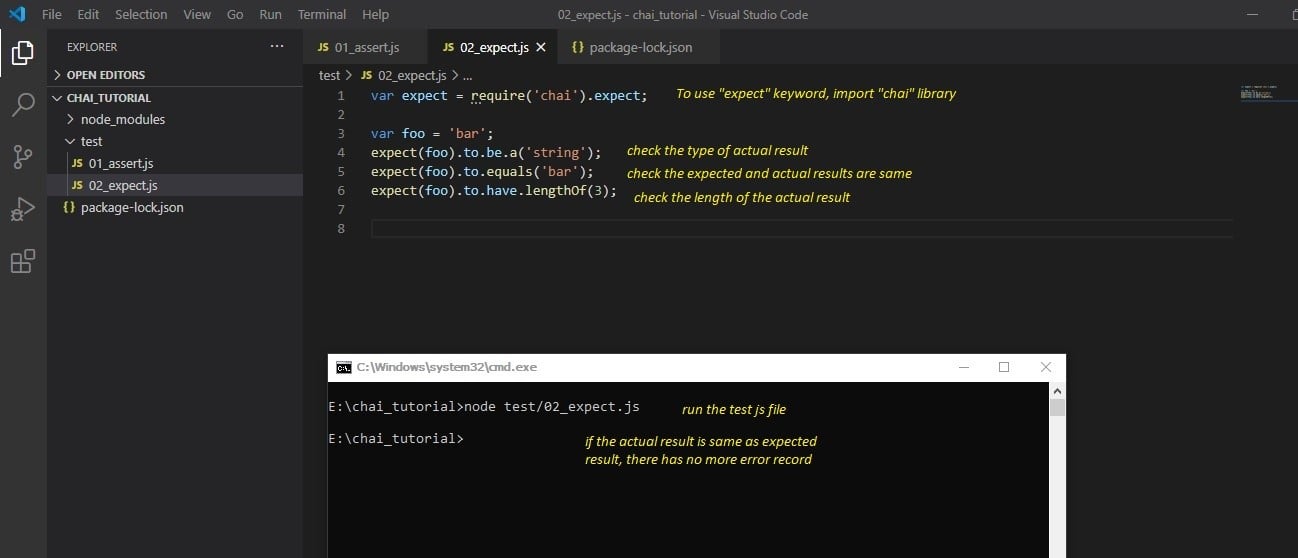 File Edit Selection View Go Run Terminal Help 02_expect.js - chai_tutorial - Visual Studio Code
EXPLORER ... JS 01_assert.js JS 02_expect.js {} package-lock.json
OPEN EDITORS
CHAI_TUTORIAL
node_modules
test
JS 01_assert.js
JS 02_expect.js
{} package-lock.json
test > JS 02_expect.js > ...
1 var expect = require('chai').expect; To use "expect" keyword, import "chai" library
2
3 var foo = 'bar';
4 expect(foo).to.be.a('string'); check the type of actual result
5 expect(foo).to.equals('bar'); check the expected and actual results are same
6 expect(foo).to.have.lengthOf(3); check the length of the actual result
7
8
C:\Windows\system32\cmd.exe
E:\chai_tutorial>node test/02_expect.js run the test js file
E:\chai_tutorial> if the actual result is same as expected
result, there has no more error record